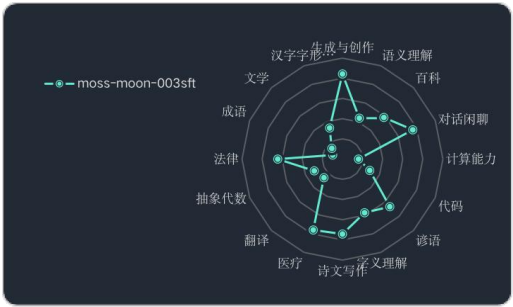 生成与创作
汉字字形…
语义理解
文学
百科
moss-moon-003sft
成语
对话闲聊
法律
计算能力
抽象代数
代码
翻译
谚语
医疗
诗文写作
字义理解